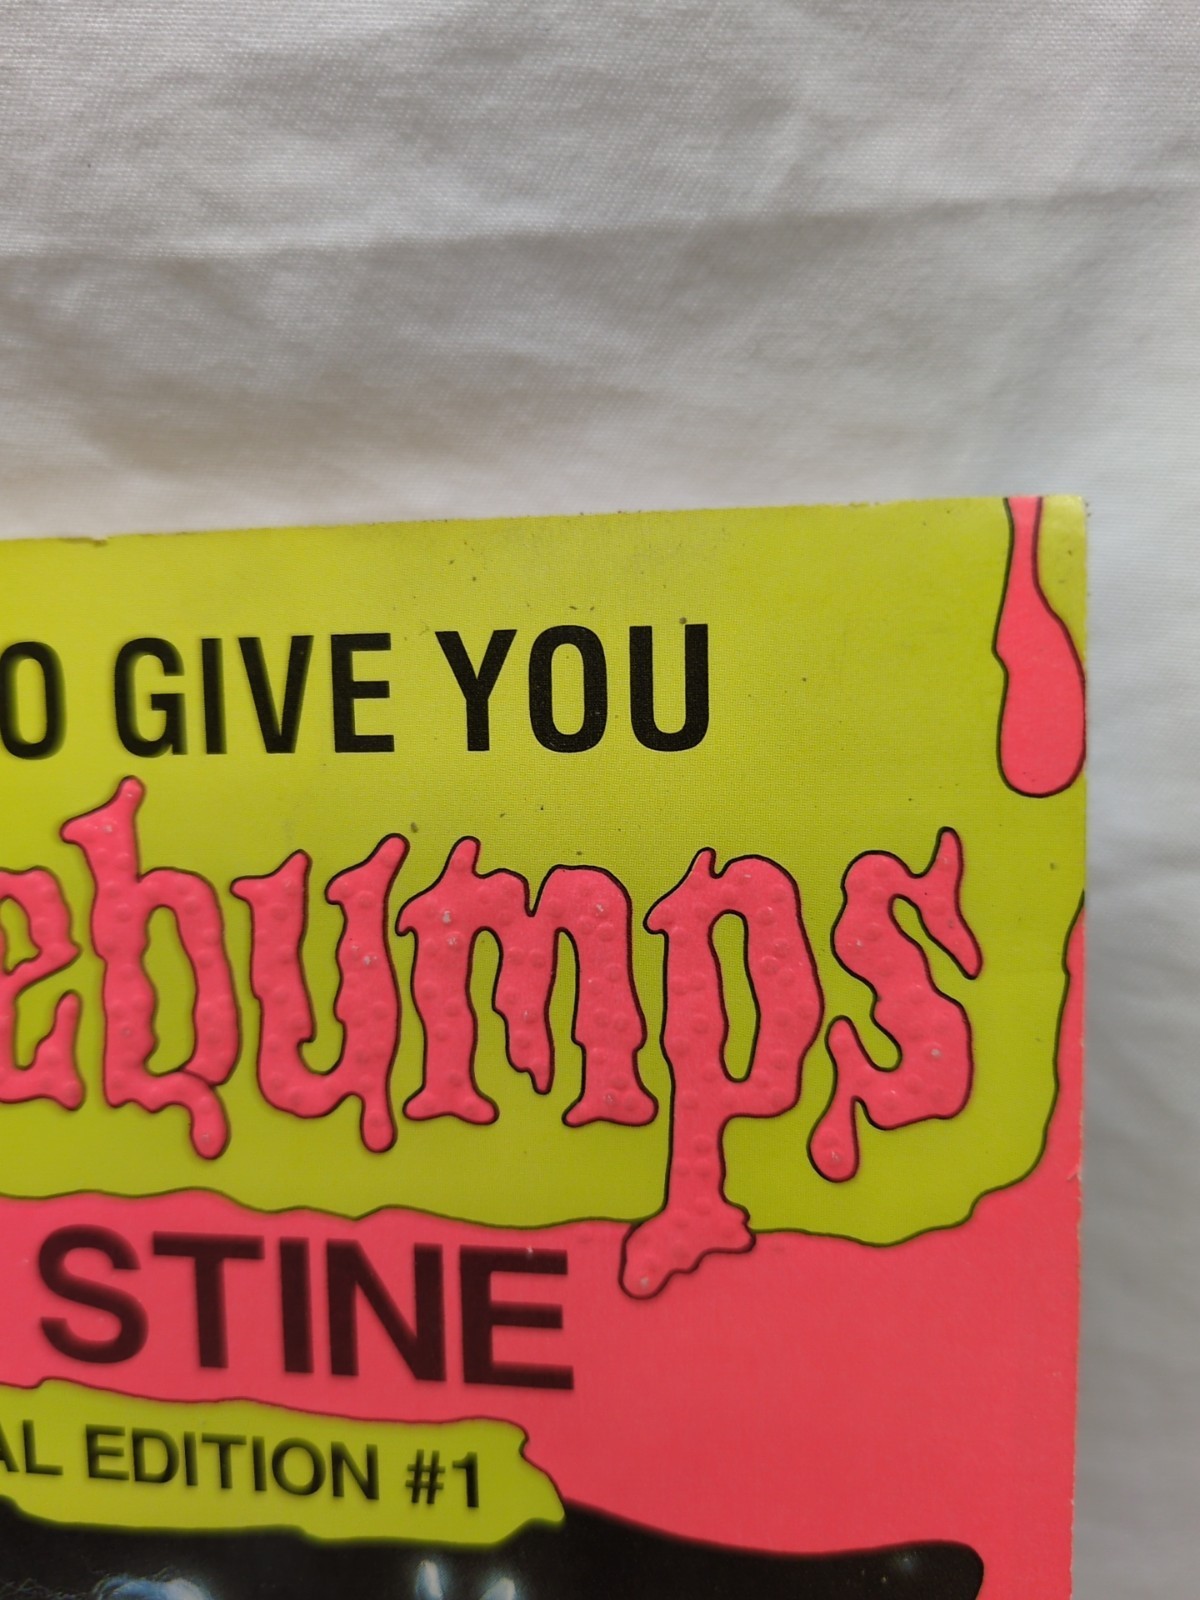 O GIVE YOU
ebumps
STINE
AL EDITION #1